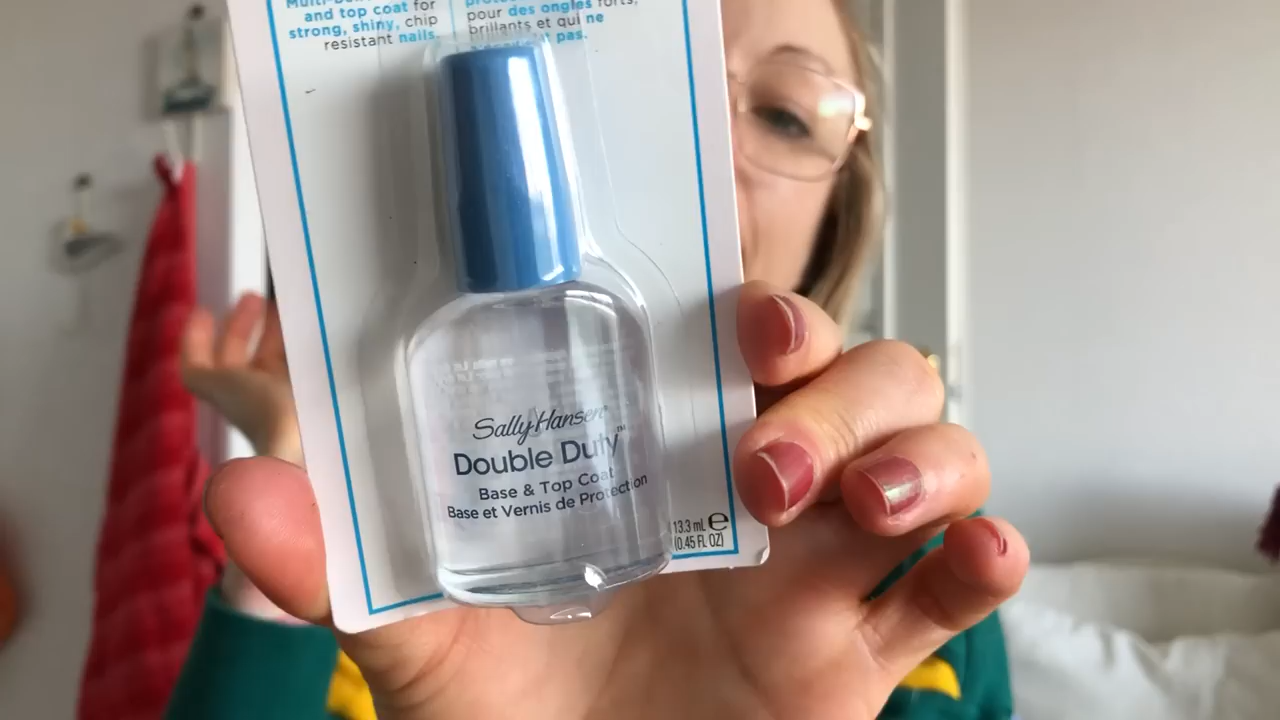 Multi-
and top coat for
strong, shiny, chip
resistant nails.
pour des ongles forts,
brillants et qui ne
pas.
Sally Hansen
Double Duty™
Base & Top Coat
Base et Vernis de Protection
13.3 mL e
(0.45 FL OZ)